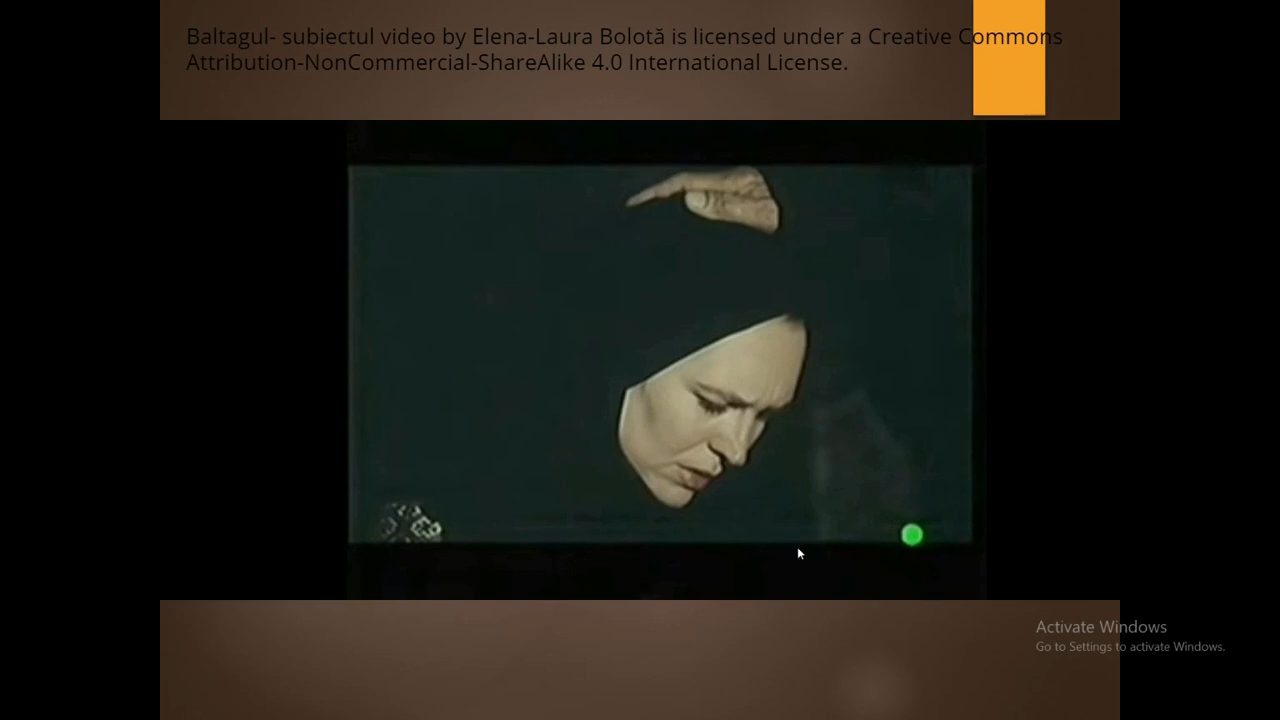 Baltagul- subiectul video by Elena-Laura Bolotă is licensed under a Creative Commons
Attribution-NonCommercial-ShareAlike 4.0 International License.
Activate Windows
Go to Settings to activate Windows.